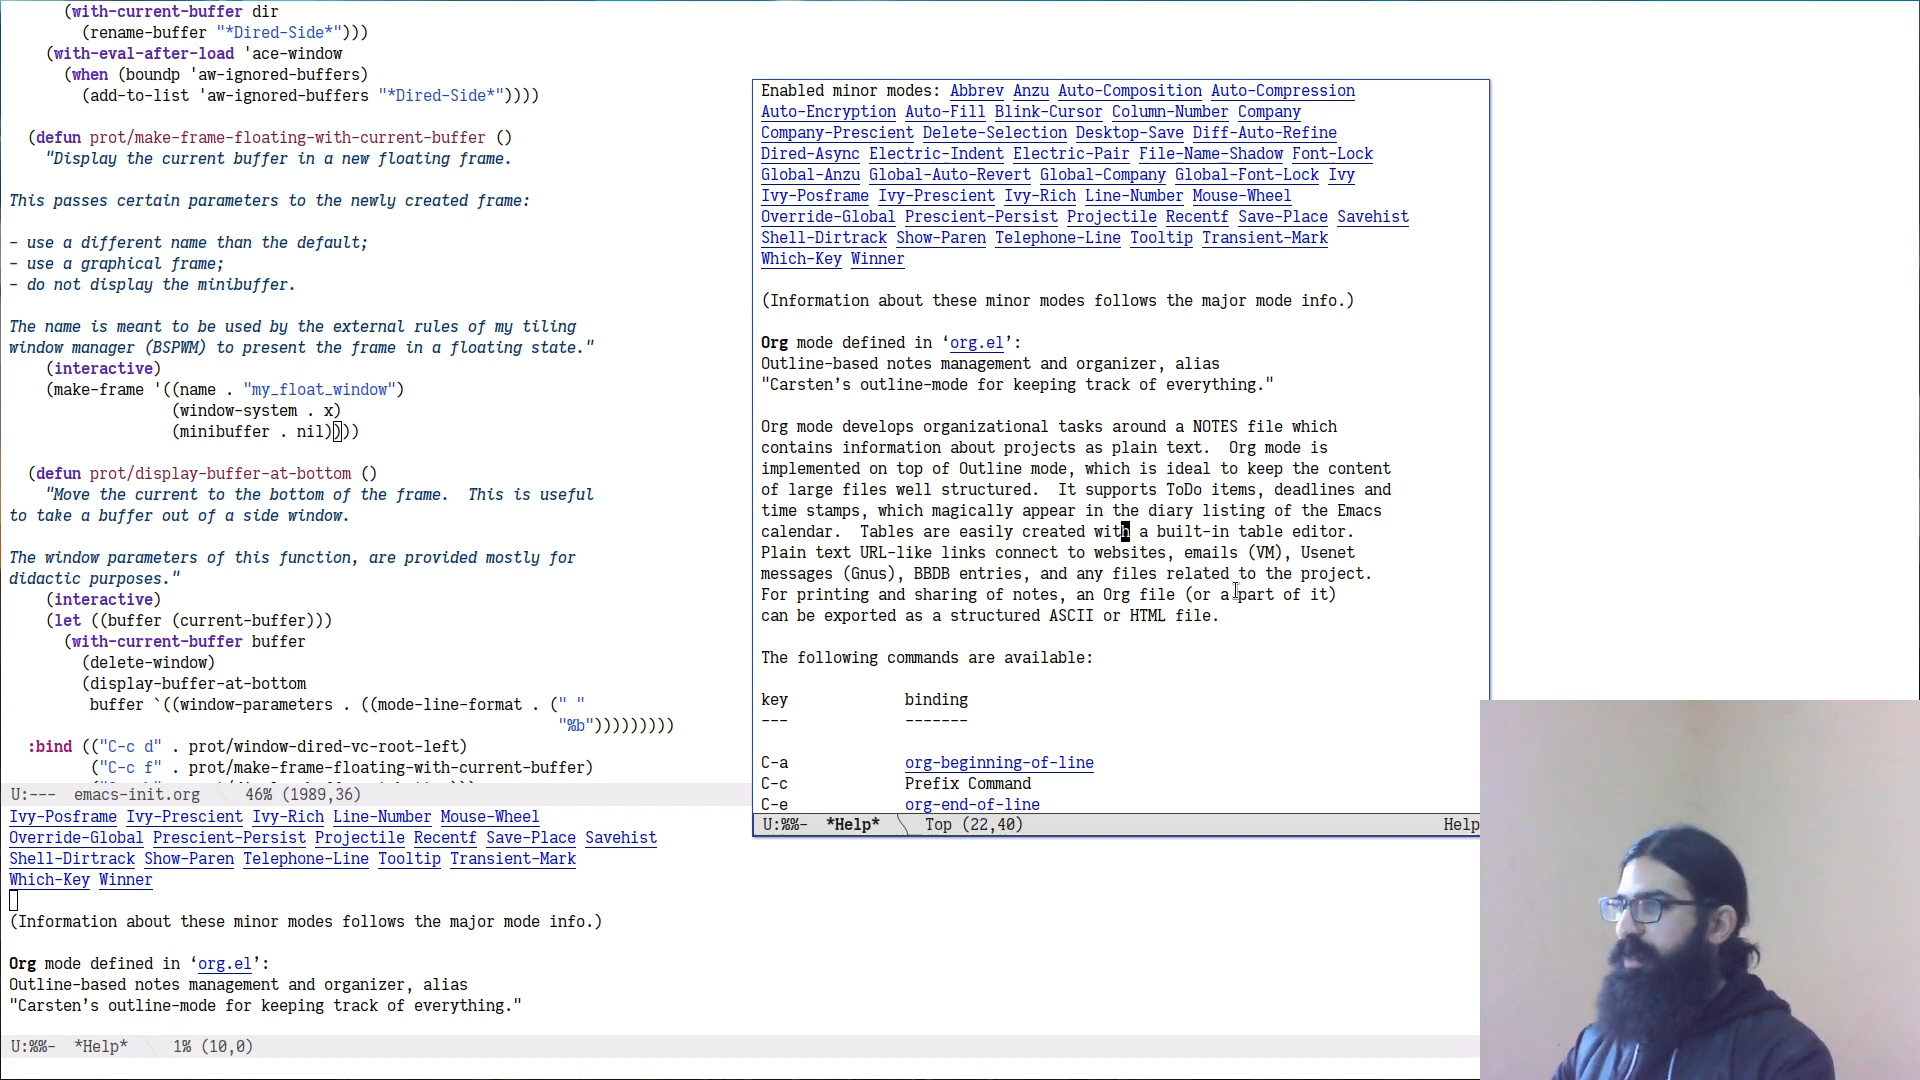 (with-current-buffer dir
(rename-buffer "*Dired-Side*")))
(with-eval-after-load 'ace-window
(when (boundp 'aw-ignored-buffers)
(add-to-list 'aw-ignored-buffers "*Dired-Side*"))))
(defun prot/make-frame-floating-with-current-buffer ()
"Display the current buffer in a new floating frame.
This passes certain parameters to the newly created frame:
- use a different name than the default;
- use a graphical frame;
- do not display the minibuffer.
The name is meant to be used by the external rules of my tiling
window manager (BSPWM) to present the frame in a floating state."
(interactive)
(make-frame '((name . "my_float_window")
(window-system . x)
(minibuffer . nil))))
(defun prot/display-buffer-at-bottom ()
"Move the current to the bottom of the frame.  This is useful
to take a buffer out of a side window.
The window parameters of this function, are provided mostly for
didactic purposes."
(interactive)
(let ((buffer (current-buffer)))
(with-current-buffer buffer
(delete-window)
(display-buffer-at-bottom
buffer `((window-parameters . ((mode-line-format . (" "
"%b")))))))))
:bind (("C-c d" . prot/window-dired-vc-root-left)
("C-c f" . prot/make-frame-floating-with-current-buffer)
U:---  emacs-init.org    46% (1989,36)
Ivy-Posframe Ivy-Prescient Ivy-Rich Line-Number Mouse-Wheel
Override-Global Prescient-Persist Projectile Recentf Save-Place Savehist
Shell-Dirtrack Show-Paren Telephone-Line Tooltip Transient-Mark
Which-Key Winner
(Information about these minor modes follows the major mode info.)
Org mode defined in ‘org.el’:
Outline-based notes management and organizer, alias
"Carsten’s outline-mode for keeping track of everything."
U:%%-  *Help*    1% (10,0)
Enabled minor modes: Abbrev Anzu Auto-Composition Auto-Compression
Auto-Encryption Auto-Fill Blink-Cursor Column-Number Company
Company-Prescient Delete-Selection Desktop-Save Diff-Auto-Refine
Dired-Async Electric-Indent Electric-Pair File-Name-Shadow Font-Lock
Global-Anzu Global-Auto-Revert Global-Company Global-Font-Lock Ivy
Ivy-Posframe Ivy-Prescient Ivy-Rich Line-Number Mouse-Wheel
Override-Global Prescient-Persist Projectile Recentf Save-Place Savehist
Shell-Dirtrack Show-Paren Telephone-Line Tooltip Transient-Mark
Which-Key Winner
(Information about these minor modes follows the major mode info.)
Org mode defined in ‘org.el’:
Outline-based notes management and organizer, alias
"Carsten’s outline-mode for keeping track of everything."
Org mode develops organizational tasks around a NOTES file which
contains information about projects as plain text.  Org mode is
implemented on top of Outline mode, which is ideal to keep the content
of large files well structured.  It supports ToDo items, deadlines and
time stamps, which magically appear in the diary listing of the Emacs
calendar.  Tables are easily created with a built-in table editor.
Plain text URL-like links connect to websites, emails (VM), Usenet
messages (Gnus), BBDB entries, and any files related to the project.
For printing and sharing of notes, an Org file (or a part of it)
can be exported as a structured ASCII or HTML file.
The following commands are available:
key             binding
---             -------
C-a             org-beginning-of-line
C-c             Prefix Command
C-e             org-end-of-line
U:%%-  *Help*    Top (22,40)    Help